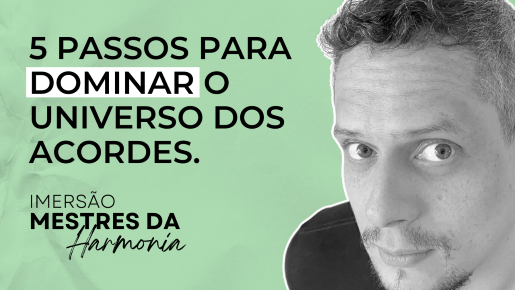 5 PASSOS PARA
DOMINAR O
UNIVERSO DOS
ACORDES.
IMERSÃO
MESTRES DA
Harmonia